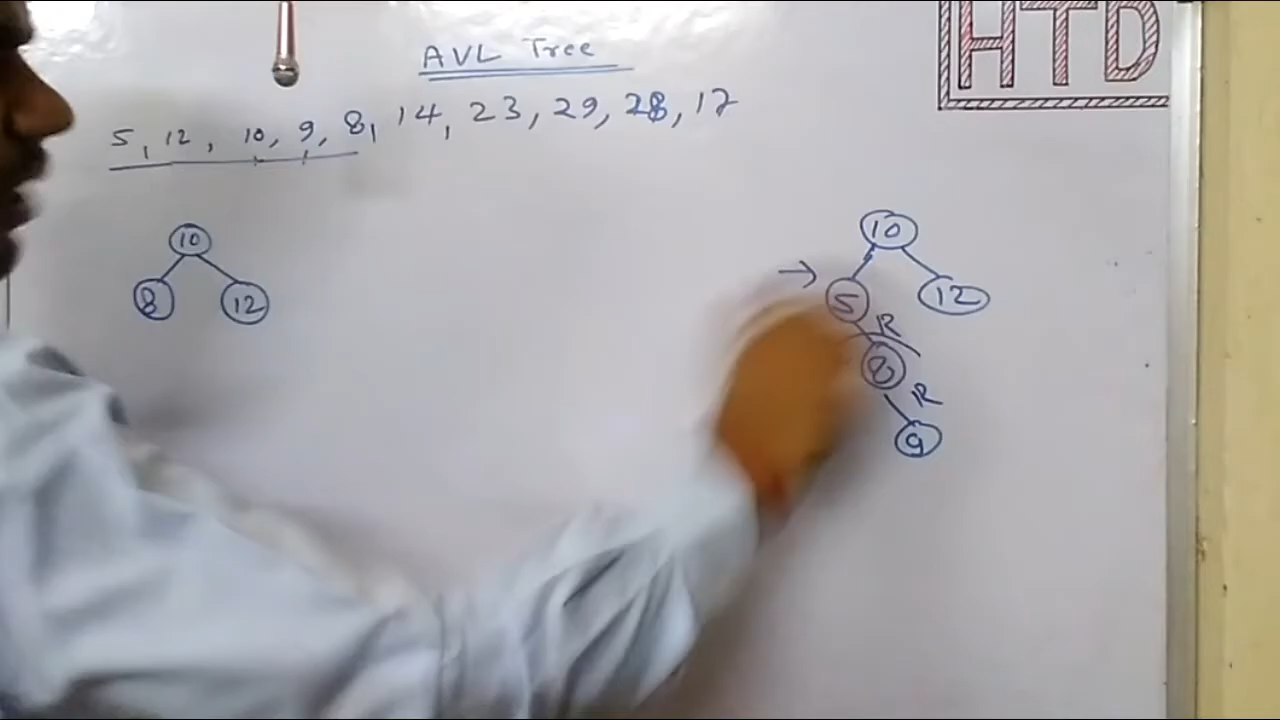 HTD
AVL Tree
5, 12, 10, 9, 8, 14, 23, 29, 28, 17
10
8 12
10
→ 5 12
R
8
R
9